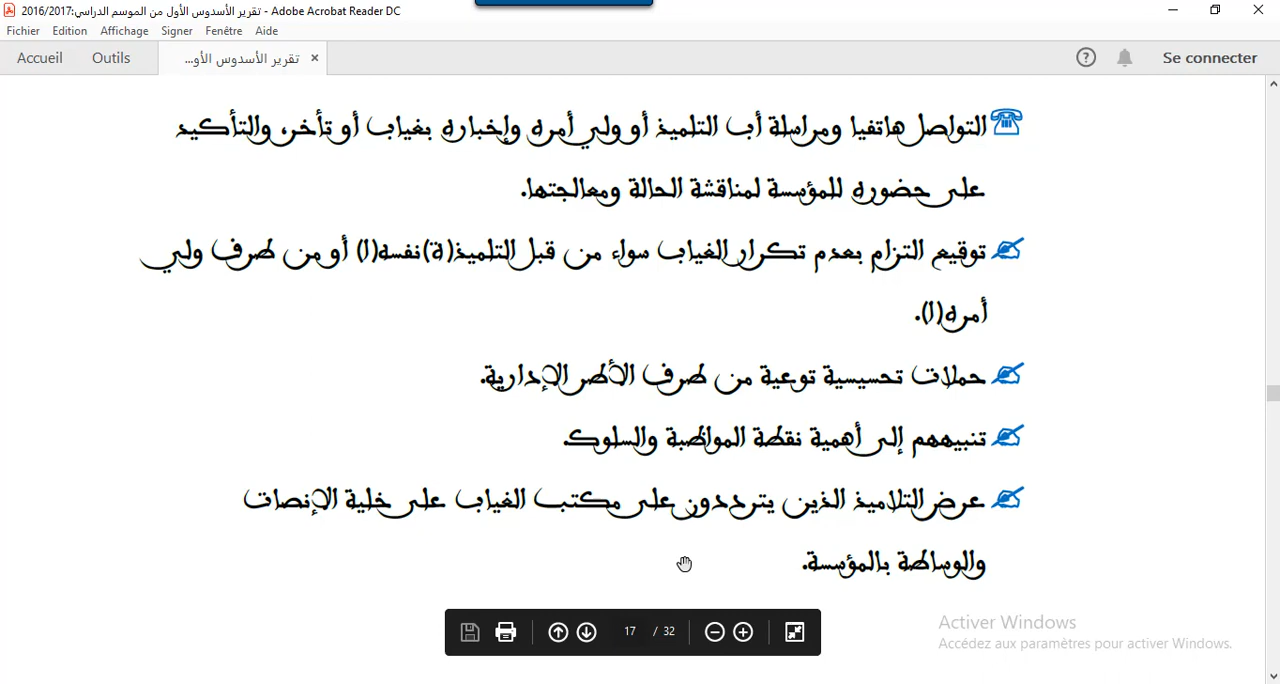 تقرير الأسدوس الأول من الموسم الدراسي:2016/2017 - Adobe Acrobat Reader DC
Fichier Edition Affichage Signer Fenêtre Aide
Accueil Outils تقرير الأسدوس الأو... × ? Se connecter
التواصل هاتفيا ومراسلة أب التلميذ أو ولي أمره وإخباره بغياب أو تأخر، والتأكيد
على حضوره للمؤسسة لمناقشة الحالة ومعالجتها.
توقيع التزام بعدم تكرار الغياب سواء من قبل التلميذ(ة)نفسه(ا) أو من طرف ولي
أمره(ا).
حملات تحسيسية توعية من طرف الأطر الإدارية.
تنبيههم إلى أهمية نقطة المواظبة والسلوك.
عرض التلاميذ الذين يترددون على مكتب الغياب على خلية الإنصات
والوساطة بالمؤسسة.
17 / 32
Activer Windows
Accédez aux paramètres pour activer Windows.